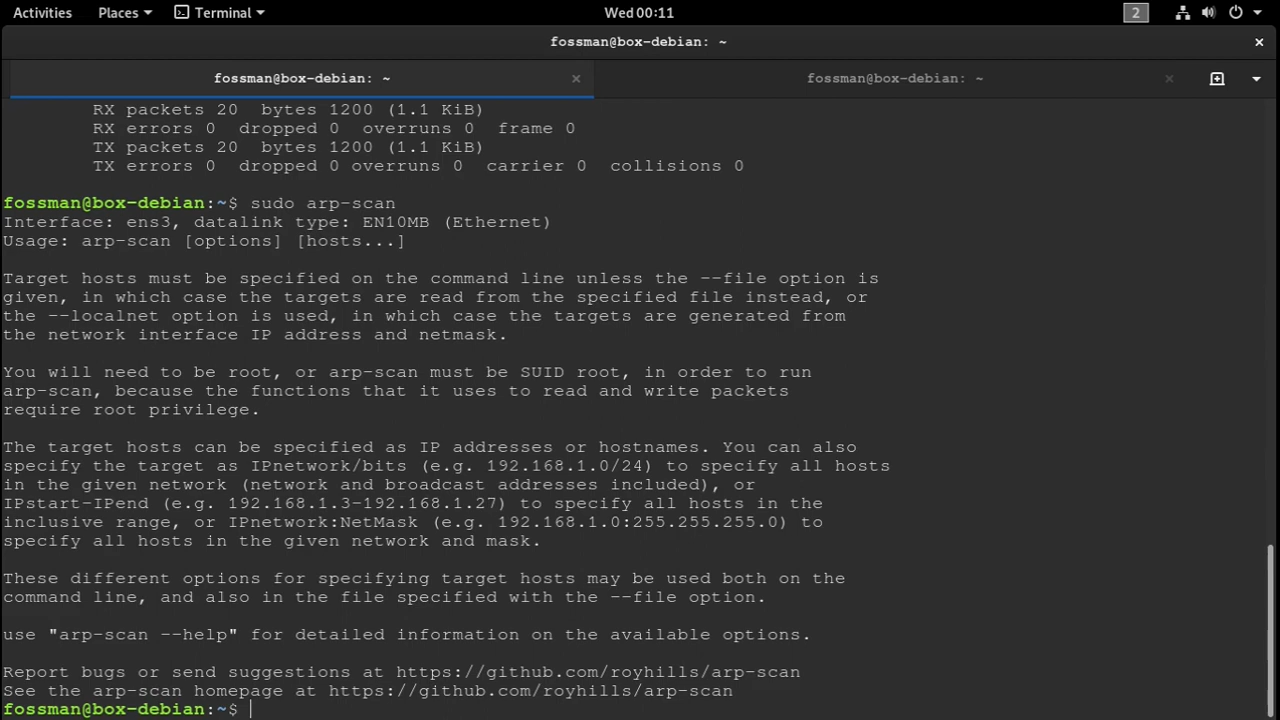 Activities Places Terminal Wed 00:11 2
fossman@box-debian: ~
fossman@box-debian: ~ fossman@box-debian: ~
RX packets 20  bytes 1200 (1.1 KiB)
RX errors 0  dropped 0  overruns 0  frame 0
TX packets 20  bytes 1200 (1.1 KiB)
TX errors 0  dropped 0 overruns 0  carrier 0  collisions 0
fossman@box-debian:~$ sudo arp-scan
Interface: ens3, datalink type: EN10MB (Ethernet)
Usage: arp-scan [options] [hosts...]
Target hosts must be specified on the command line unless the --file option is
given, in which case the targets are read from the specified file instead, or
the --localnet option is used, in which case the targets are generated from
the network interface IP address and netmask.
You will need to be root, or arp-scan must be SUID root, in order to run
arp-scan, because the functions that it uses to read and write packets
require root privilege.
The target hosts can be specified as IP addresses or hostnames. You can also
specify the target as IPnetwork/bits (e.g. 192.168.1.0/24) to specify all hosts
in the given network (network and broadcast addresses included), or
IPstart-IPend (e.g. 192.168.1.3-192.168.1.27) to specify all hosts in the
inclusive range, or IPnetwork:NetMask (e.g. 192.168.1.0:255.255.255.0) to
specify all hosts in the given network and mask.
These different options for specifying target hosts may be used both on the
command line, and also in the file specified with the --file option.
use "arp-scan --help" for detailed information on the available options.
Report bugs or send suggestions at https://github.com/royhills/arp-scan
See the arp-scan homepage at https://github.com/royhills/arp-scan
fossman@box-debian:~$